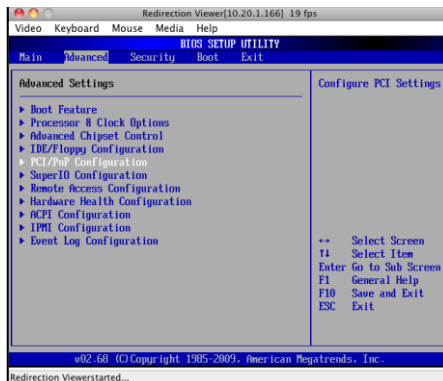 Redirection Viewer[10.20.1.166] 19 fps
Video Keyboard Mouse Media Help
BIOS SETUP UTILITY
Main Advanced Security Boot Exit
Advanced Settings
Configure PCI Settings
Boot Feature
Processor & Clock Options
Advanced Chipset Control
IDE/Floppy Configuration
PCI/PnP Configuration
SuperIO Configuration
Remote Access Configuration
Hardware Health Configuration
ACPI Configuration
IPMI Configuration
Event Log Configuration
↔ Select Screen
↑↓ Select Item
Enter Go to Sub Screen
F1 General Help
F10 Save and Exit
ESC Exit
v02.68 (C)Copyright 1985-2009, American Megatrends, Inc.
Redirection Viewerstarted...